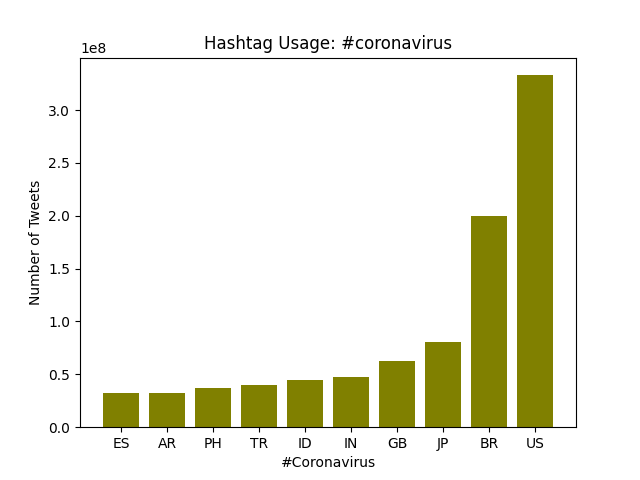 Hashtag Usage: #coronavirus
1e8
3.0
2.5
2.0
1.5
1.0
0.5
0.0
Number of Tweets
ES AR PH TR ID IN GB JP BR US
#Coronavirus